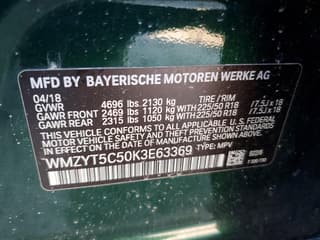 MFD BY BAYERISCHE MOTOREN WERKE AG
04/18
GVWR 4696 lbs 2130 kg TIRE / RIM
GAWR FRONT 2469 lbs 1120 kg WITH 225/50 R18 / 7.5J x 18
GAWR REAR 2315 lbs 1050 kg WITH 225/50 R18 / 7.5J x 18
THIS VEHICLE CONFORMS TO ALL APPLICABLE U.S. FEDERAL
MOTOR VEHICLE SAFETY AND THEFT PREVENTION STANDARDS
IN EFFECT ON THE DATE OF MANUFACTURE SHOWN ABOVE
WMZYT5C50K3E63369 TYPE: MPV